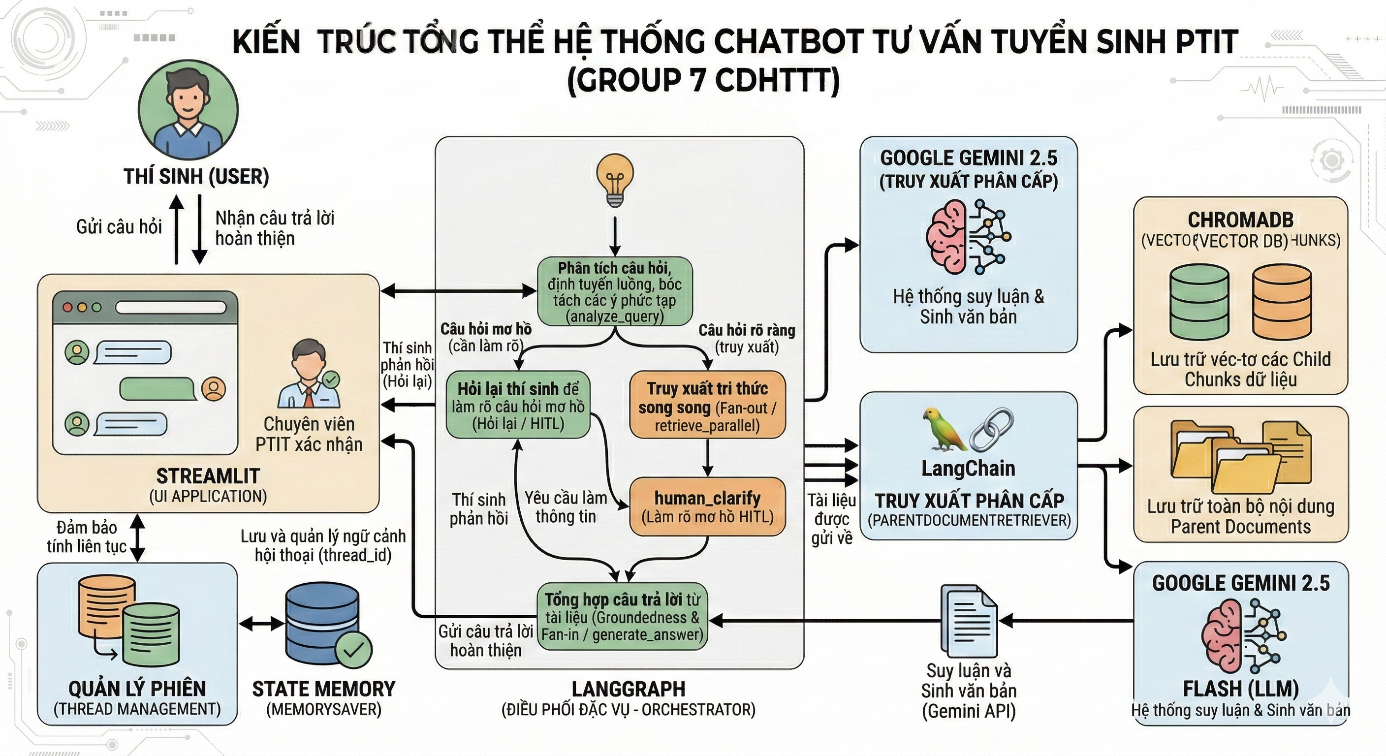 KIẾN TRÚC TỔNG THỂ HỆ THỐNG CHATBOT TƯ VẤN TUYỂN SINH PTIT
(GROUP 7 CDHTTT)
THÍ SINH (USER)
Gửi câu hỏi
Nhận câu trả lời
hoàn thiện
Chuyên viên
PTIT xác nhận
STREAMLIT
(UI APPLICATION)
Đảm bảo
tính liên tục
Lưu và quản lý ngữ cảnh
hội thoại (thread_id)
QUẢN LÝ PHIÊN
(THREAD MANAGEMENT)
STATE MEMORY
(MEMORYSAVER)
Thí sinh
phản hồi
(Hỏi lại)
Phân tích câu hỏi,
định tuyến luồng, bóc
tách các ý phức tạp
(analyze_query)
Câu hỏi mơ hồ
(cần làm rõ)
Câu hỏi rõ ràng
(truy xuất)
Hỏi lại thí sinh để
làm rõ câu hỏi mơ hồ
(Hỏi lại / HITL)
Truy xuất tri thức
song song (Fan-out /
retrieve_parallel)
Thí sinh
phản hồi
Yêu cầu làm
thông tin
human_clarify
(Làm rõ mơ hồ HITL)
Tổng hợp câu trả lời từ
tài liệu (Groundedness &
Fan-in / generate_answer)
Gửi câu trả lời
hoàn thiện
LANGGRAPH
(ĐIỀU PHỐI ĐẶC VỤ - ORCHESTRATOR)
GOOGLE GEMINI 2.5
(TRUY XUẤT PHÂN CẤP)
Hệ thống suy luận &
Sinh văn bản
LangChain
TRUY XUẤT PHÂN CẤP
(PARENTDOCUMENTRETRIEVER)
Tài liệu
được
gửi về
CHROMADB
(VECTOR DB)
Lưu trữ véc-tơ các Child
Chunks dữ liệu
Lưu trữ toàn bộ nội dung
Parent Documents
GOOGLE GEMINI 2.5
FLASH (LLM)
Hệ thống suy luận & Sinh văn bản
Suy luận và
Sinh văn bản
(Gemini API)